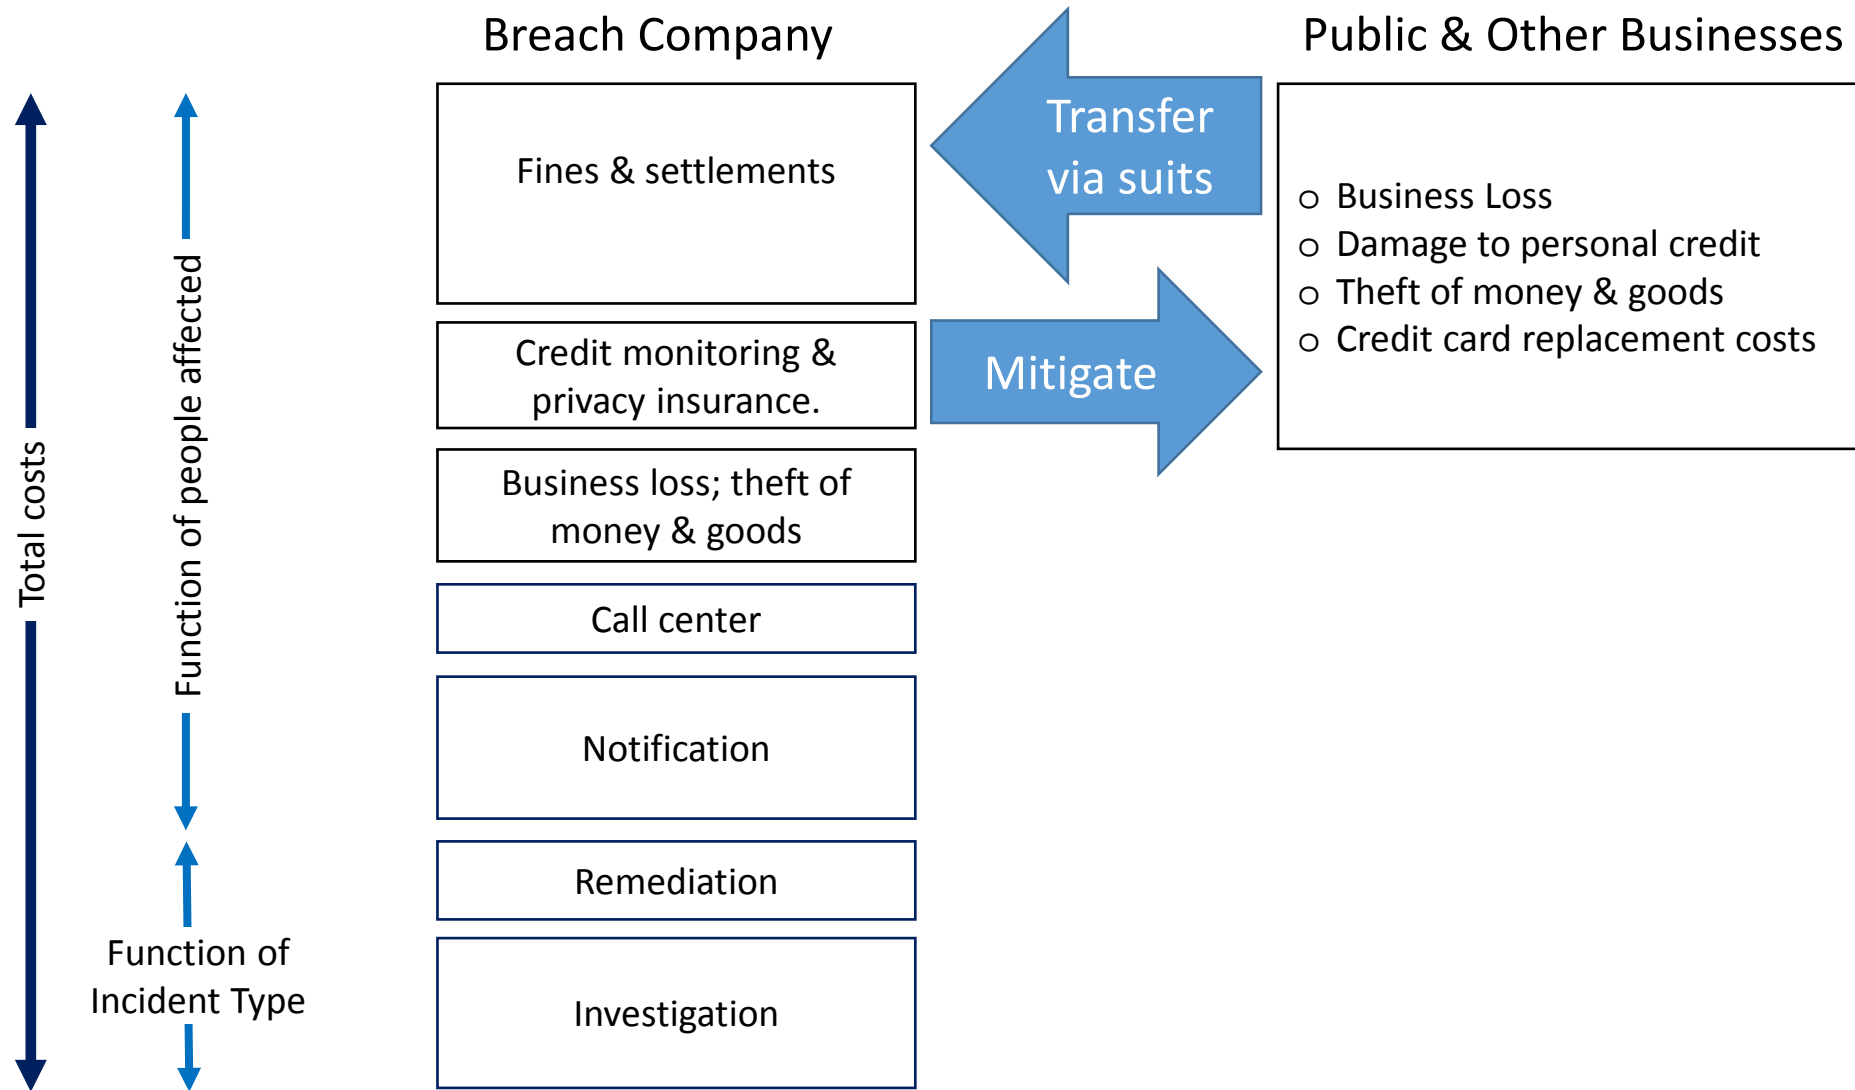 Breach Company
Public & Other Businesses
Total costs
Function of people affected
Function of
Incident Type
Fines & settlements
Credit monitoring &
privacy insurance.
Business loss; theft of
money & goods
Call center
Notification
Remediation
Investigation
Transfer
via suits
Mitigate
o Business Loss
o Damage to personal credit
o Theft of money & goods
o Credit card replacement costs